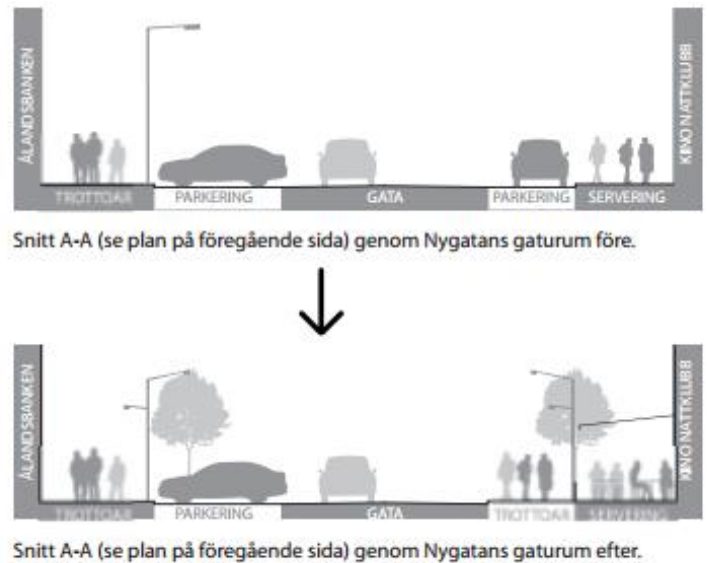 ÅLANDSBANKEN
KINO NATTKLUBB
TROTTOAR PARKERING GATA PARKERING SERVERING
Snitt A-A (se plan på föregående sida) genom Nygatans gaturum före.
ÅLANDSBANKEN
KINO NATTKLUBB
TROTTOAR PARKERING GATA TROTTOAR SERVERING
Snitt A-A (se plan på föregående sida) genom Nygatans gaturum efter.